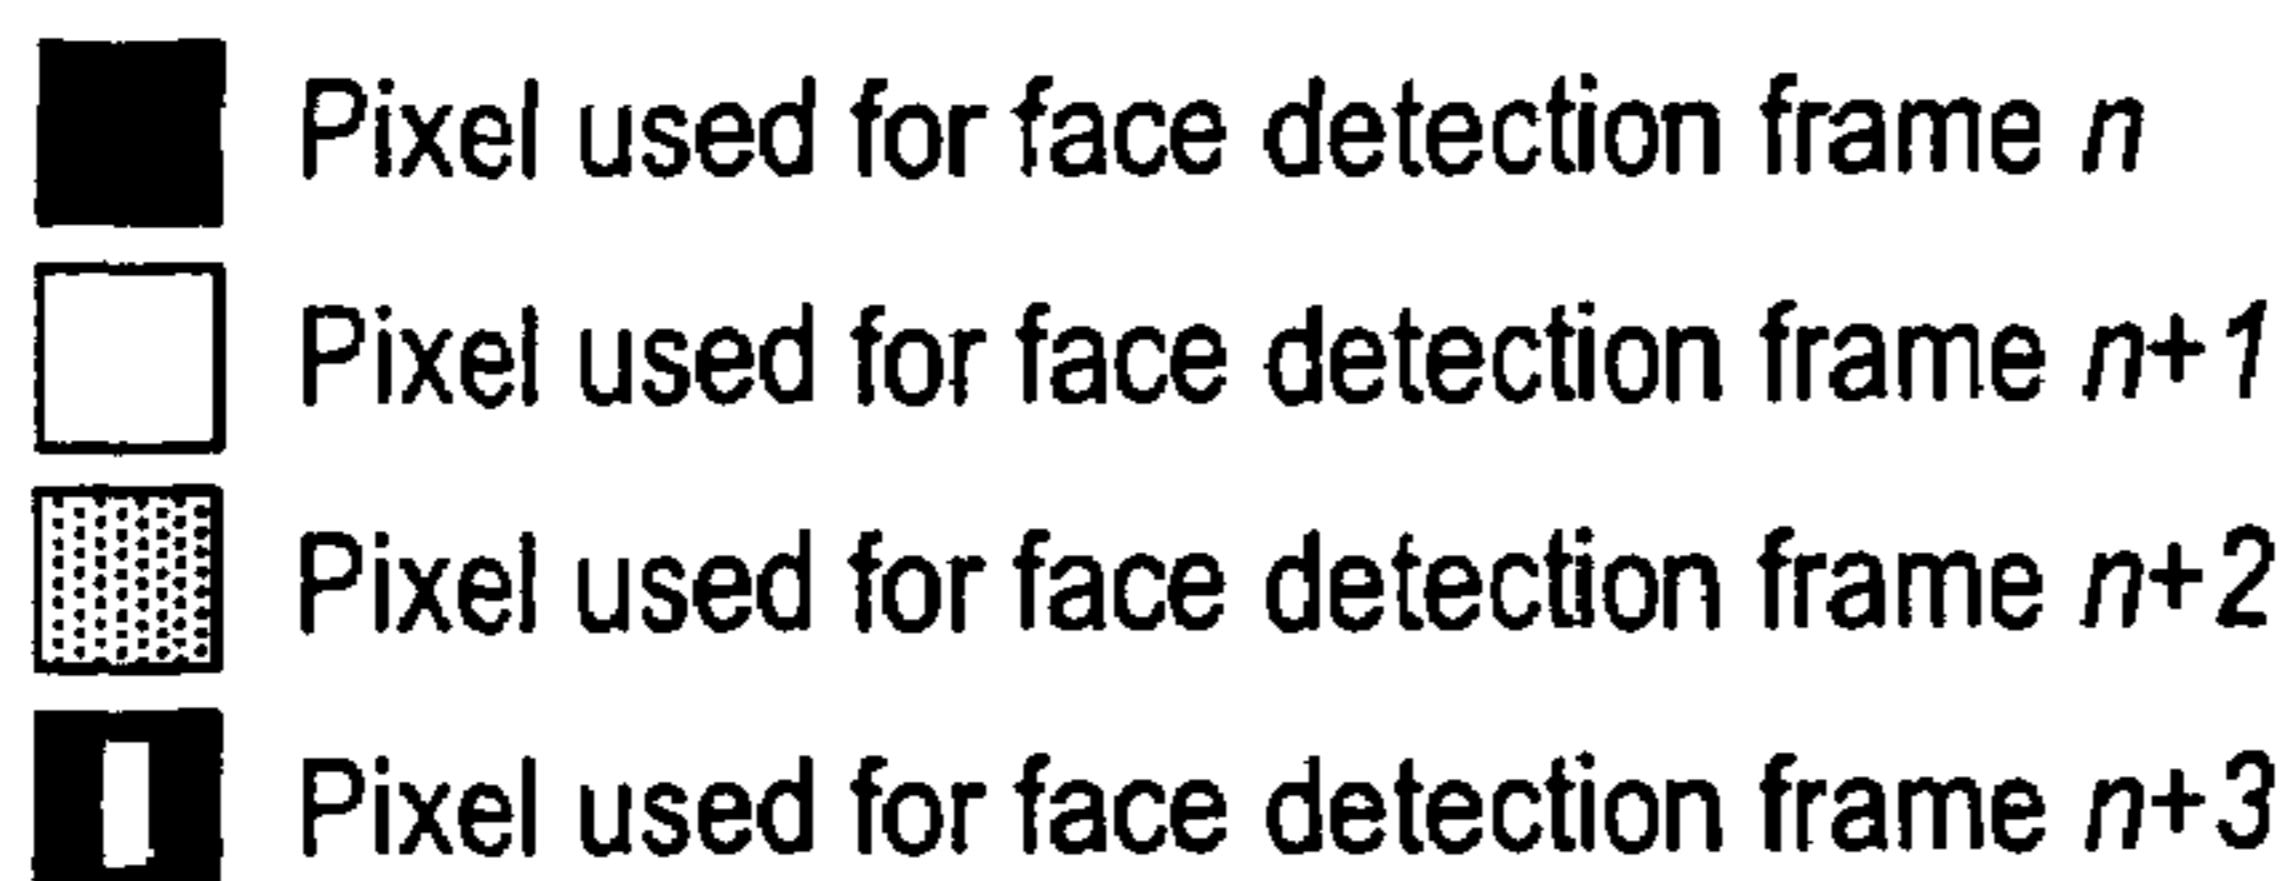 Pixel used for face detection frame n
Pixel used for face detection frame n+1
Pixel used for face detection frame n+2
Pixel used for face detection frame n+3